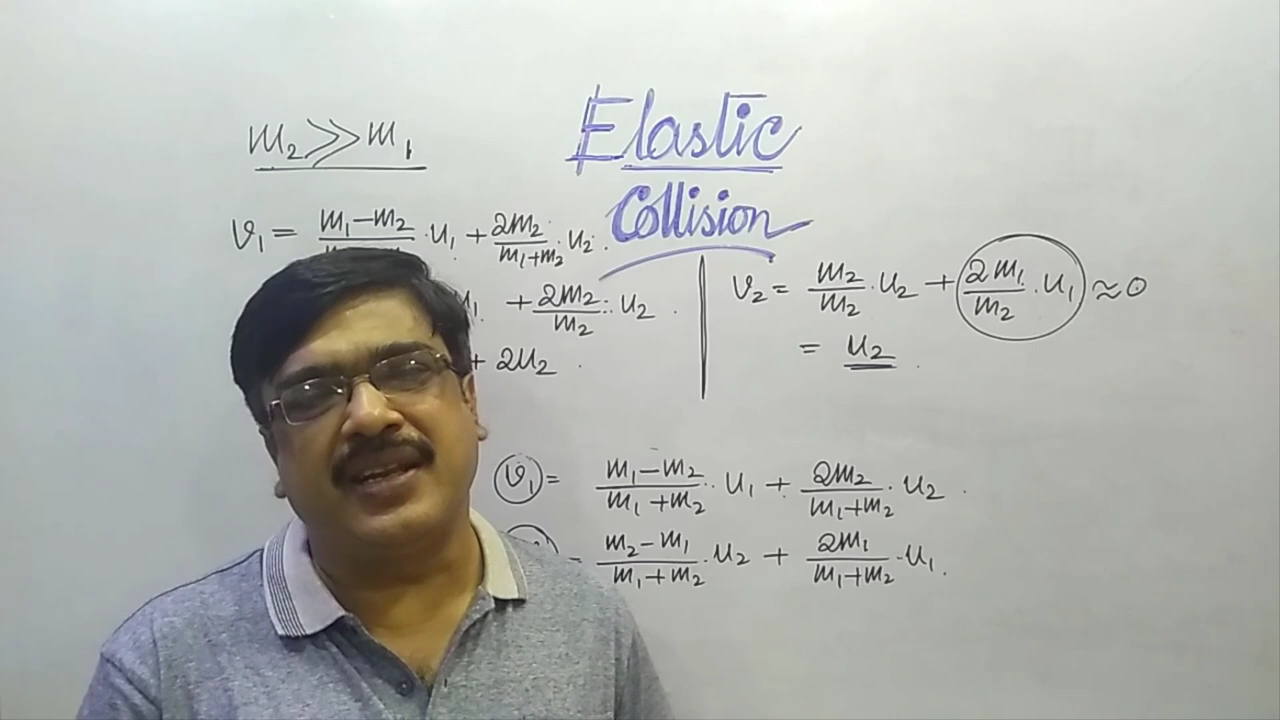 Elastic
Collision
m₂ >> m₁
v₁ = (m₁ - m₂)/ · u₁ + 2m₂/(m₁+m₂) · u₂ .
+ 2m₂/m₂ · u₂ .
+ 2u₂ .
v₂ = m₂/m₂ · u₂ + 2m₁/m₂ · u₁ ≈ 0
= u₂ .
v₁ = (m₁ - m₂)/(m₁ + m₂) · u₁ + 2m₂/(m₁+m₂) · u₂ .
= (m₂ - m₁)/(m₁+m₂) · u₂ + 2m₁/(m₁+m₂) · u₁ .